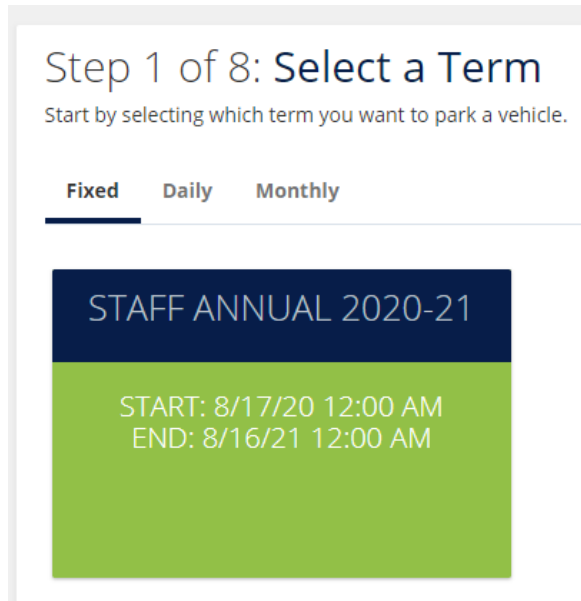 Step 1 of 8: Select a Term
Start by selecting which term you want to park a vehicle.
Fixed Daily Monthly
STAFF ANNUAL 2020-21
START: 8/17/20 12:00 AM
END: 8/16/21 12:00 AM